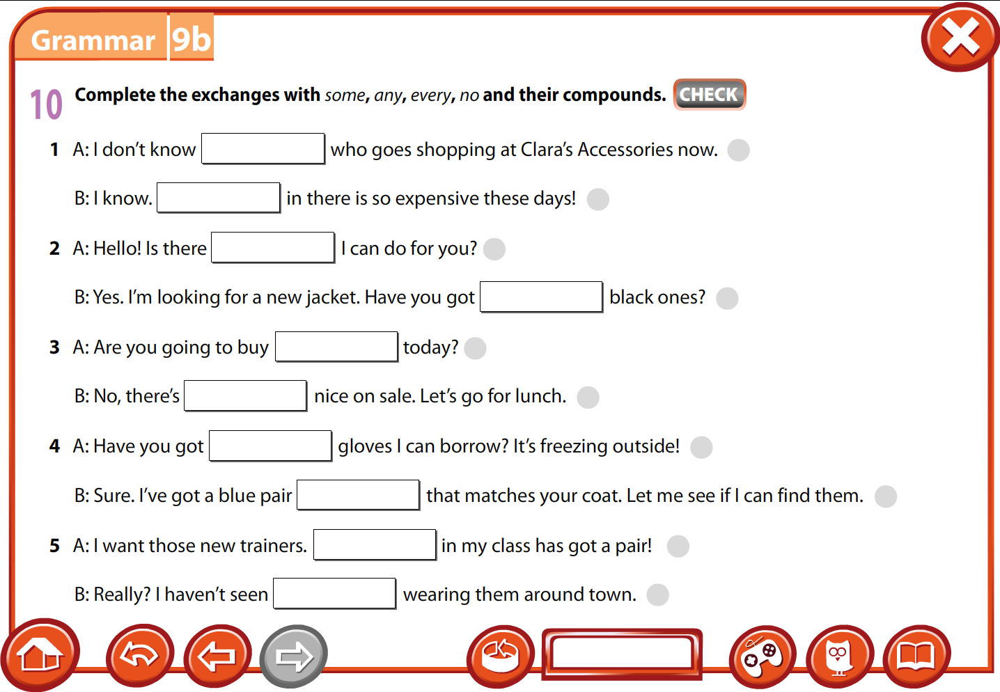 Grammar 9b
10 Complete the exchanges with some, any, every, no and their compounds. CHECK
1 A: I don't know who goes shopping at Clara's Accessories now.
B: I know. in there is so expensive these days!
2 A: Hello! Is there I can do for you?
B: Yes. I'm looking for a new jacket. Have you got black ones?
3 A: Are you going to buy today?
B: No, there's nice on sale. Let's go for lunch.
4 A: Have you got gloves I can borrow? It's freezing outside!
B: Sure. I've got a blue pair that matches your coat. Let me see if I can find them.
5 A: I want those new trainers. in my class has got a pair!
B: Really? I haven't seen wearing them around town.